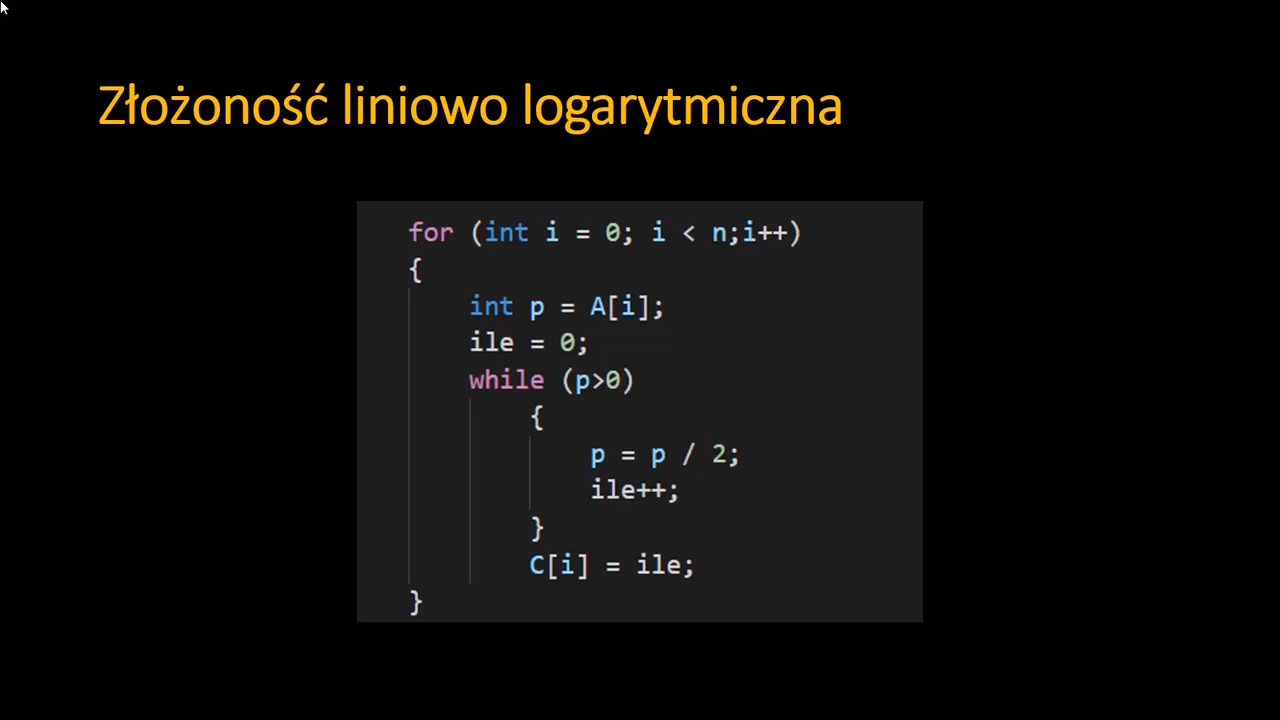 Złożoność liniowo logarytmiczna
for (int i = 0; i < n;i++)
{
int p = A[i];
ile = 0;
while (p>0)
{
p = p / 2;
ile++;
}
C[i] = ile;
}